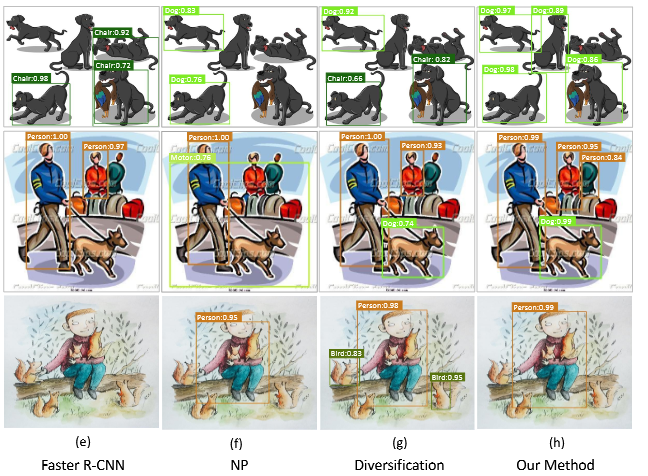 Dog:0.83
Dog:0.92
Dog:0.97
Dog:0.89
Chair:0.92
Chair:0.72
Chair:0.82
Dog:0.86
Chair:0.98
Dog:0.75
Chair:0.66
Dog:0.98
Person:1.00
Person:1.00
Person:1.00
Person:0.99
Person:0.97
Person:0.93
Person:0.95
Motor:0.76
Person:0.84
Dog:0.74
Dog:0.99
Person:0.95
Person:0.98
Person:0.99
Bird:0.83
Bird:0.95
(e) (f) (g) (h)
Faster R-CNN NP Diversification Our Method